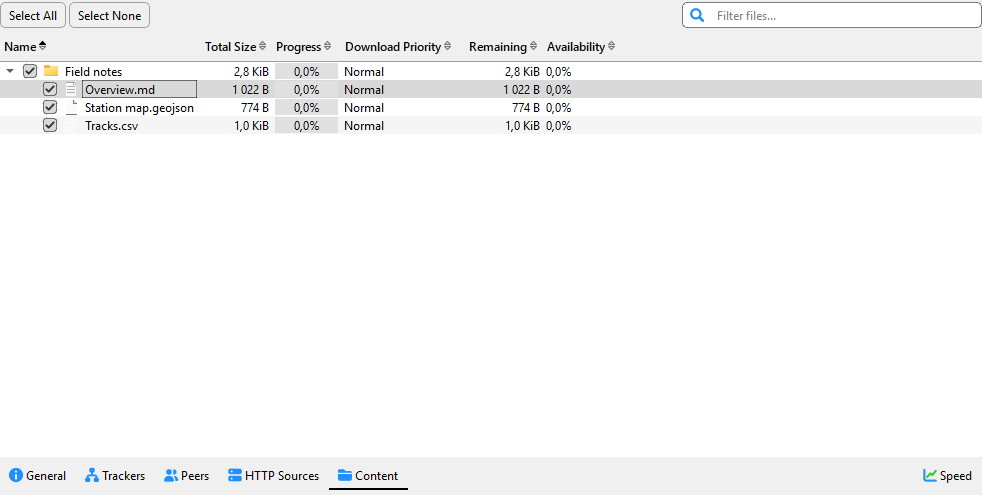 Select All Select None Filter files...
Name Total Size Progress Download Priority Remaining Availability
Field notes 2,8 KiB 0,0% Normal 2,8 KiB 0,0%
Overview.md 1 022 B 0,0% Normal 1 022 B 0,0%
Station map.geojson 774 B 0,0% Normal 774 B 0,0%
Tracks.csv 1,0 KiB 0,0% Normal 1,0 KiB 0,0%
General Trackers Peers HTTP Sources Content Speed